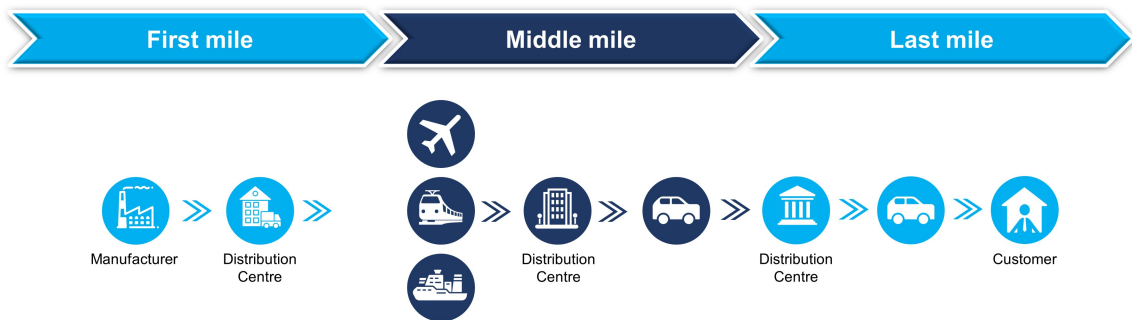 First mile
Middle mile
Last mile
Manufacturer
Distribution
Centre
Distribution
Centre
Distribution
Centre
Customer